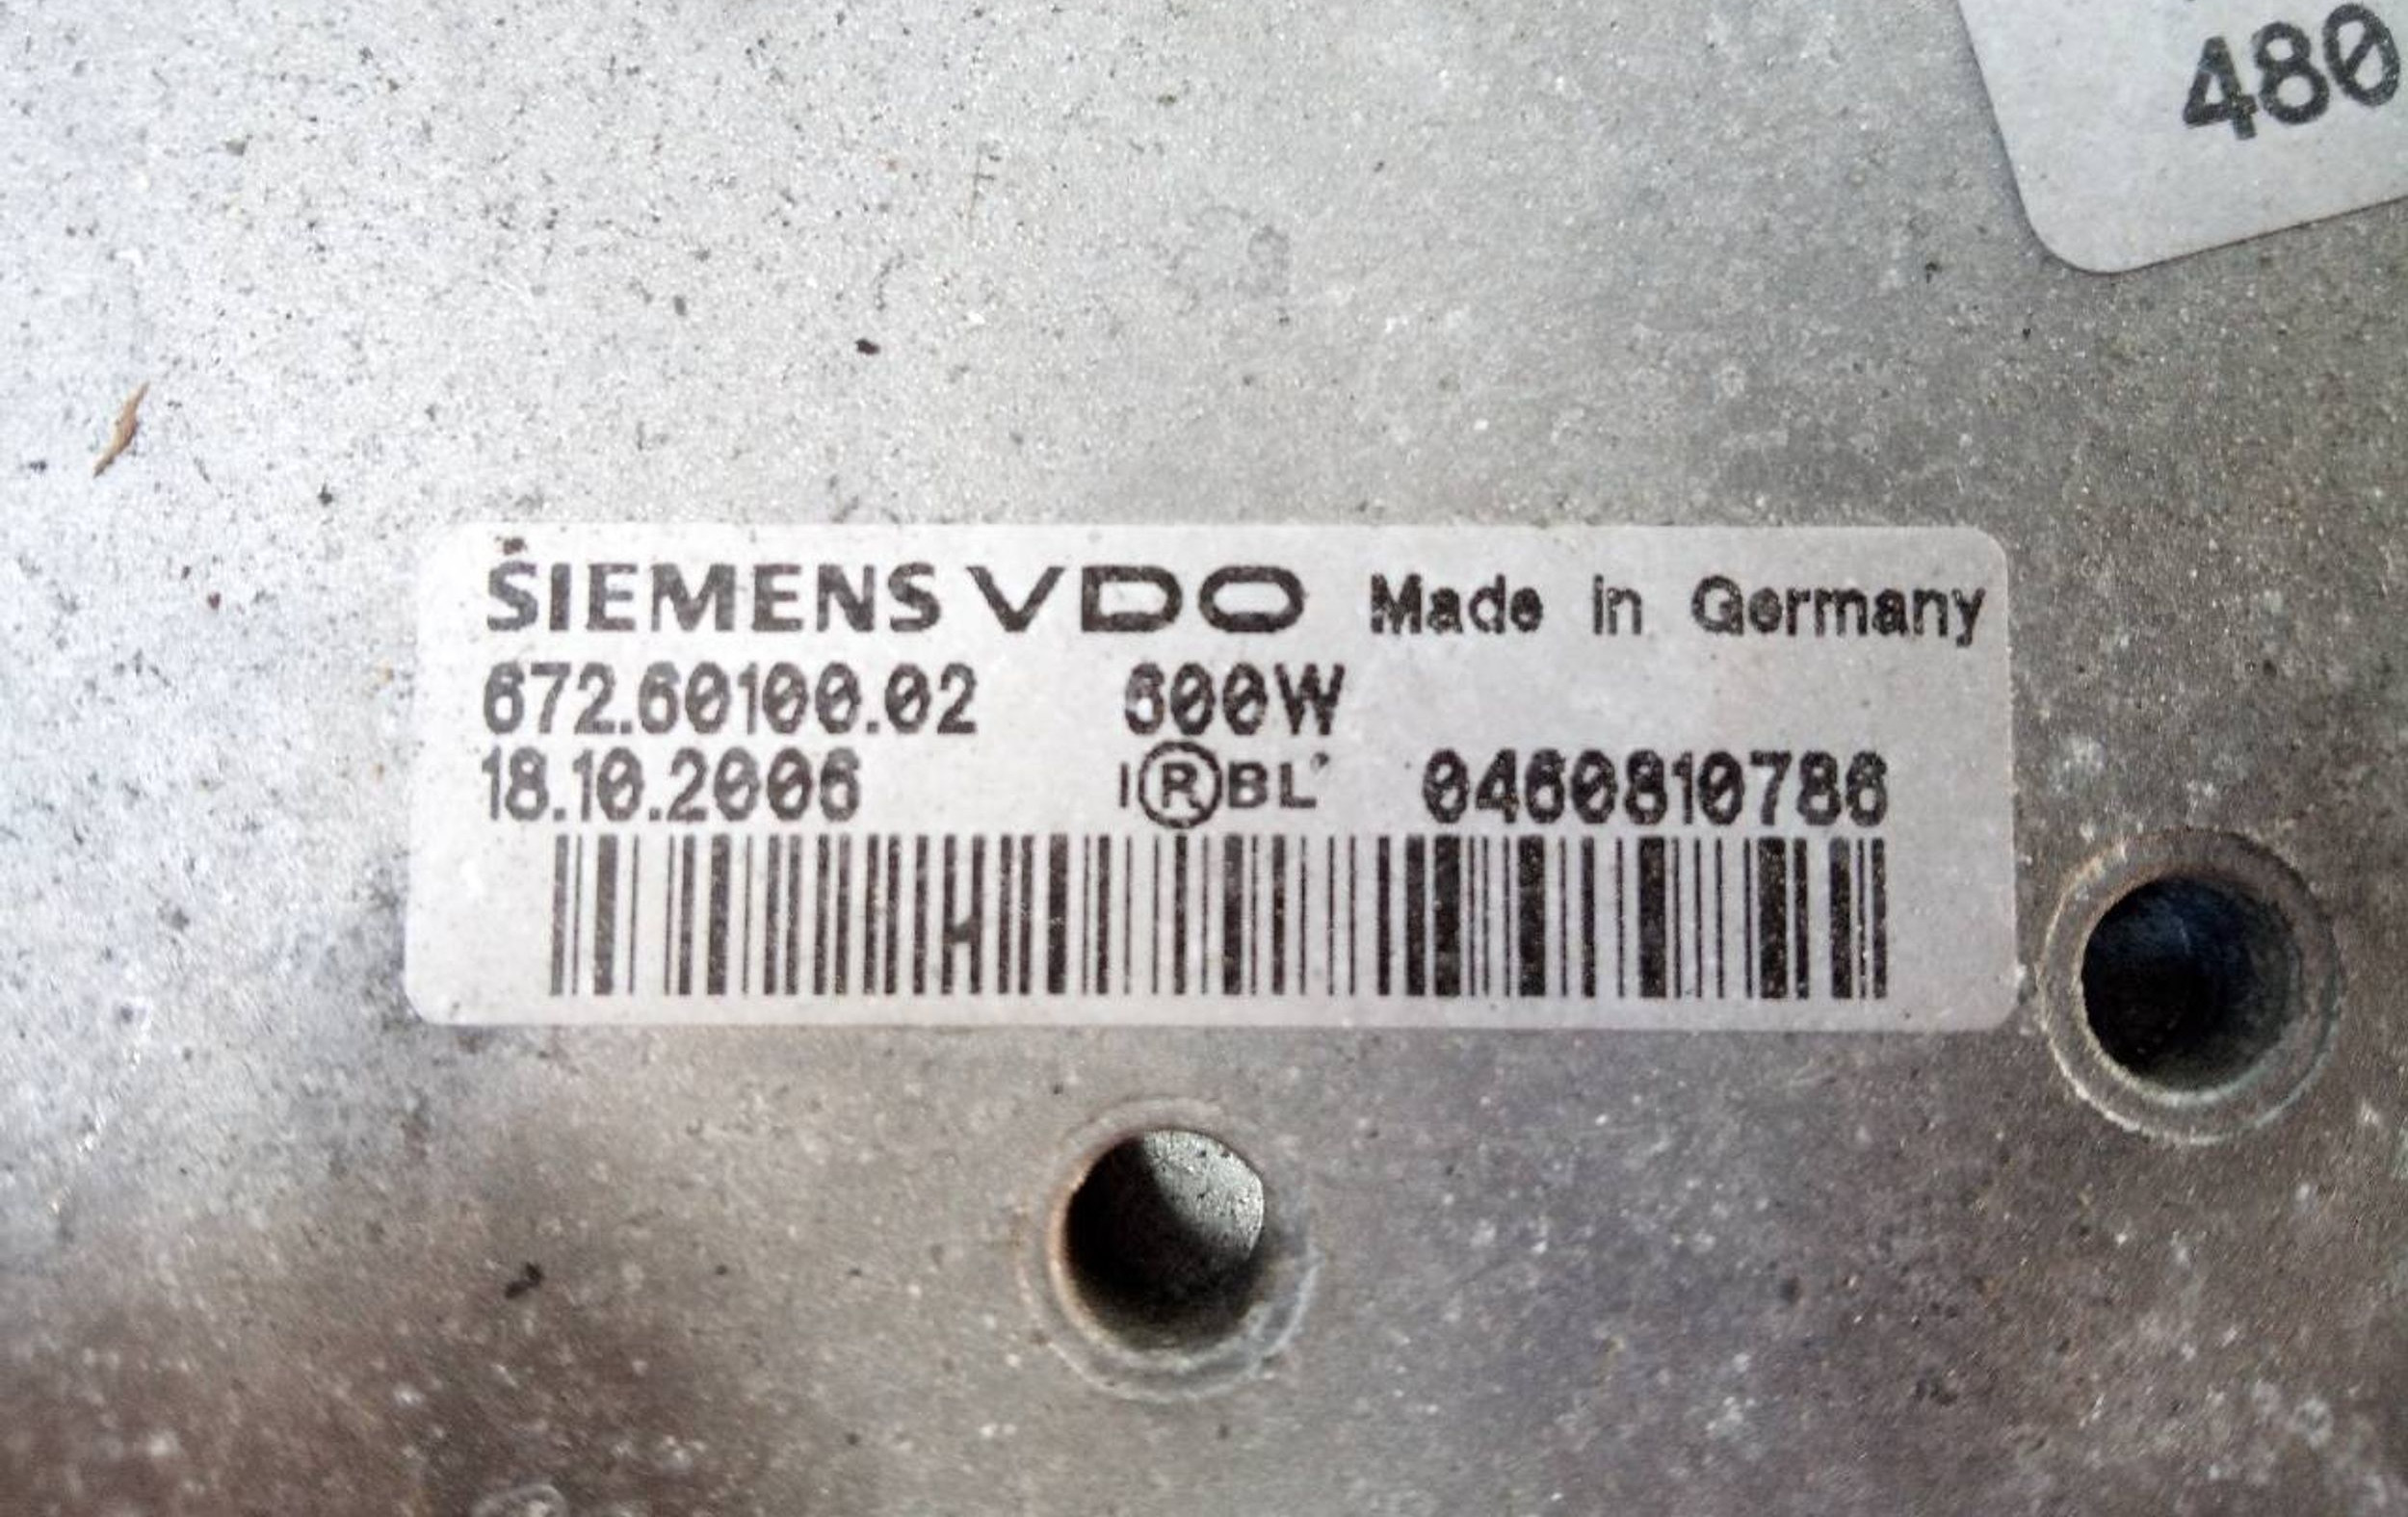 480
SIEMENS VDO Made in Germany
672.60100.02 600W
18.10.2006 I®BL 0460810786